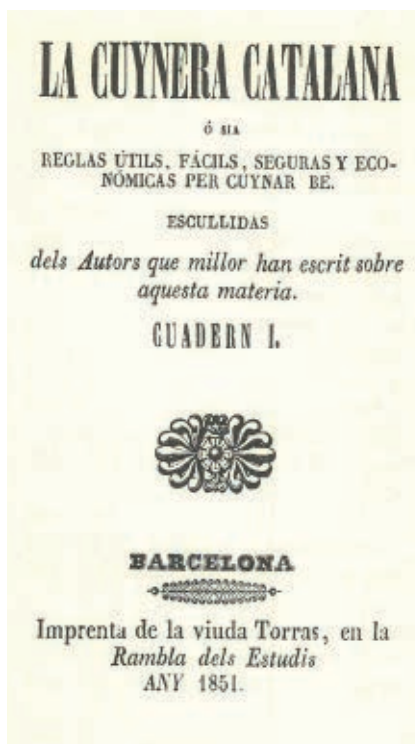 LA CUYNERA CATALANA
Ó SIA
REGLAS ÚTILS, FÁCILS, SEGURAS Y ECO-
NÓMICAS PER CUYNAR BE.
ESCULLIDAS
dels Autors que millor han escrit sobre
aquesta materia.
CUADERN I.
BARCELONA
Imprenta de la viuda Torras, en la
Rambla dels Estudis
ANY 1851.